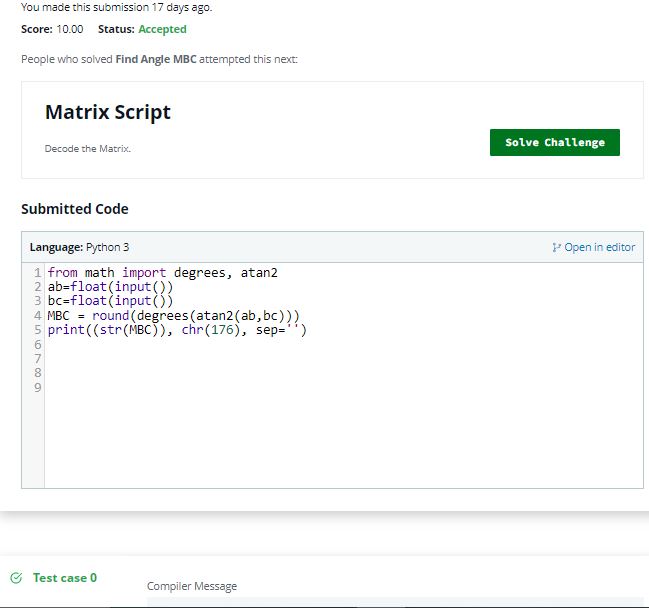 You made this submission 17 days ago.
Score: 10.00 Status: Accepted
People who solved Find Angle MBC attempted this next:
Matrix Script
Decode the Matrix.
Solve Challenge
Submitted Code
Language: Python 3
Open in editor
1 from math import degrees, atan2
2 ab=float(input())
3 bc=float(input())
4 MBC = round(degrees(atan2(ab,bc)))
5 print((str(MBC)), chr(176), sep='')
6
7
8
9
Test case 0
Compiler Message